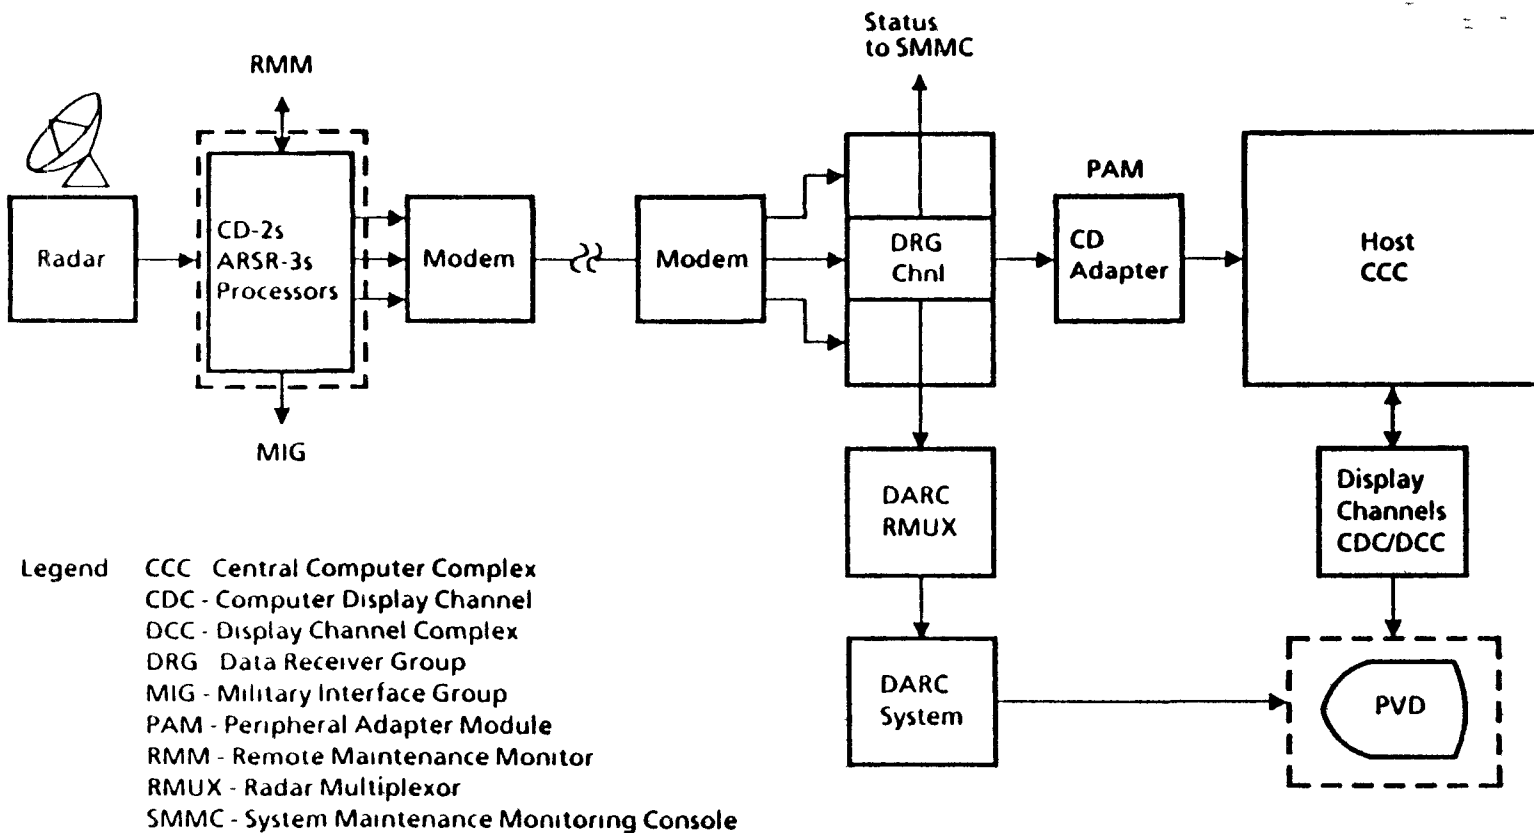 Status
to SMMC
RMM
PAM
Radar
CD-2s
ARSR-3s
Processors
Modem
Modem
DRG
Chnl
CD
Adapter
Host
CCC
MIG
DARC
RMUX
Display
Channels
CDC/DCC
DARC
System
PVD
Legend CCC Central Computer Complex
CDC - Computer Display Channel
DCC - Display Channel Complex
DRG Data Receiver Group
MIG - Military Interface Group
PAM - Peripheral Adapter Module
RMM - Remote Maintenance Monitor
RMUX - Radar Multiplexor
SMMC - System Maintenance Monitoring Console